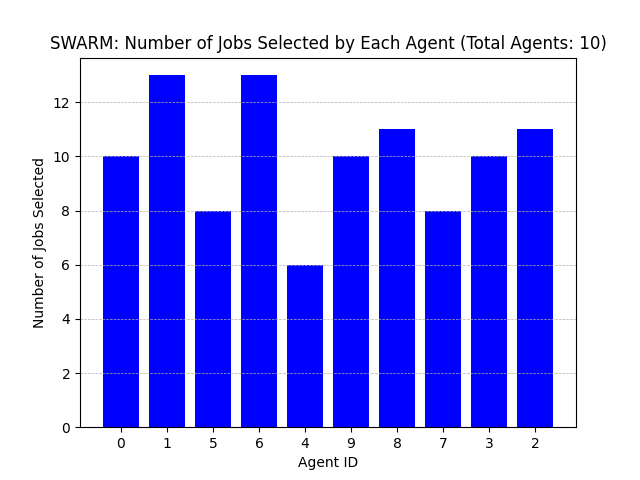 SWARM: Number of Jobs Selected by Each Agent (Total Agents: 10)
Number of Jobs Selected
12
10
8
6
4
2
0
0 1 5 6 4 9 8 7 3 2
Agent ID